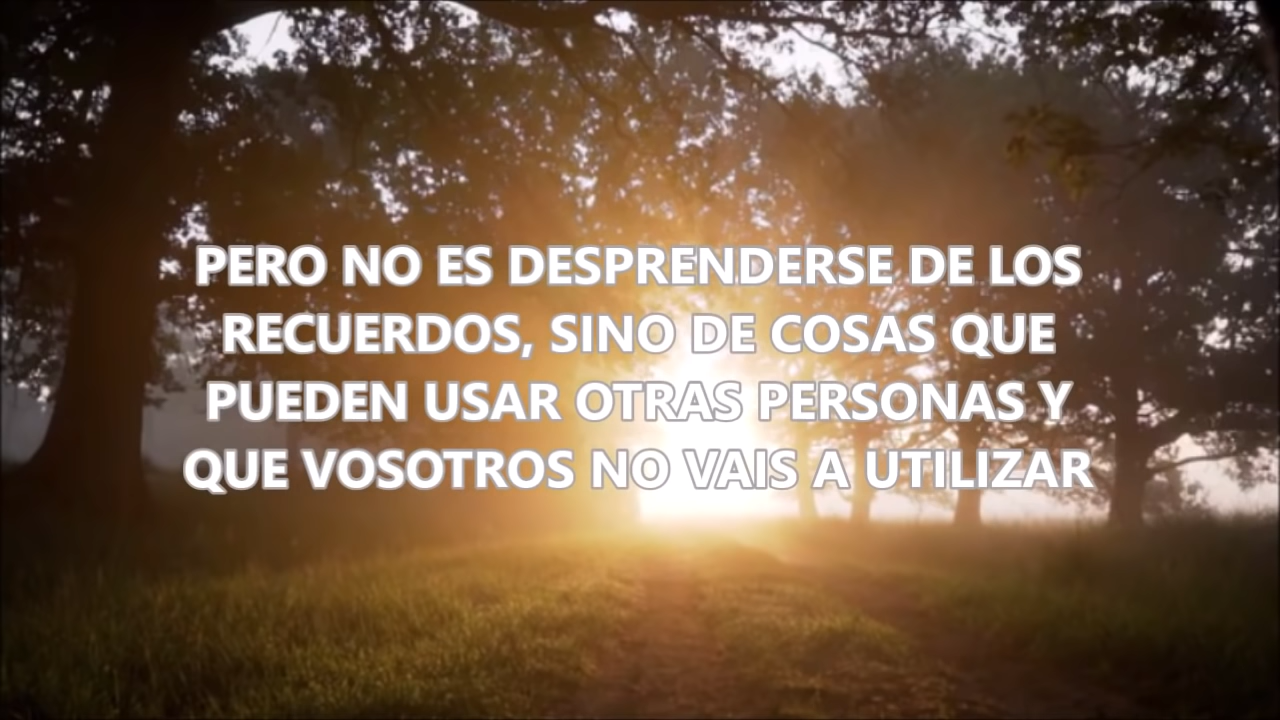 PERO NO ES DESPRENDERSE DE LOS
RECUERDOS, SINO DE COSAS QUE
PUEDEN USAR OTRAS PERSONAS Y
QUE VOSOTROS NO VAIS A UTILIZAR